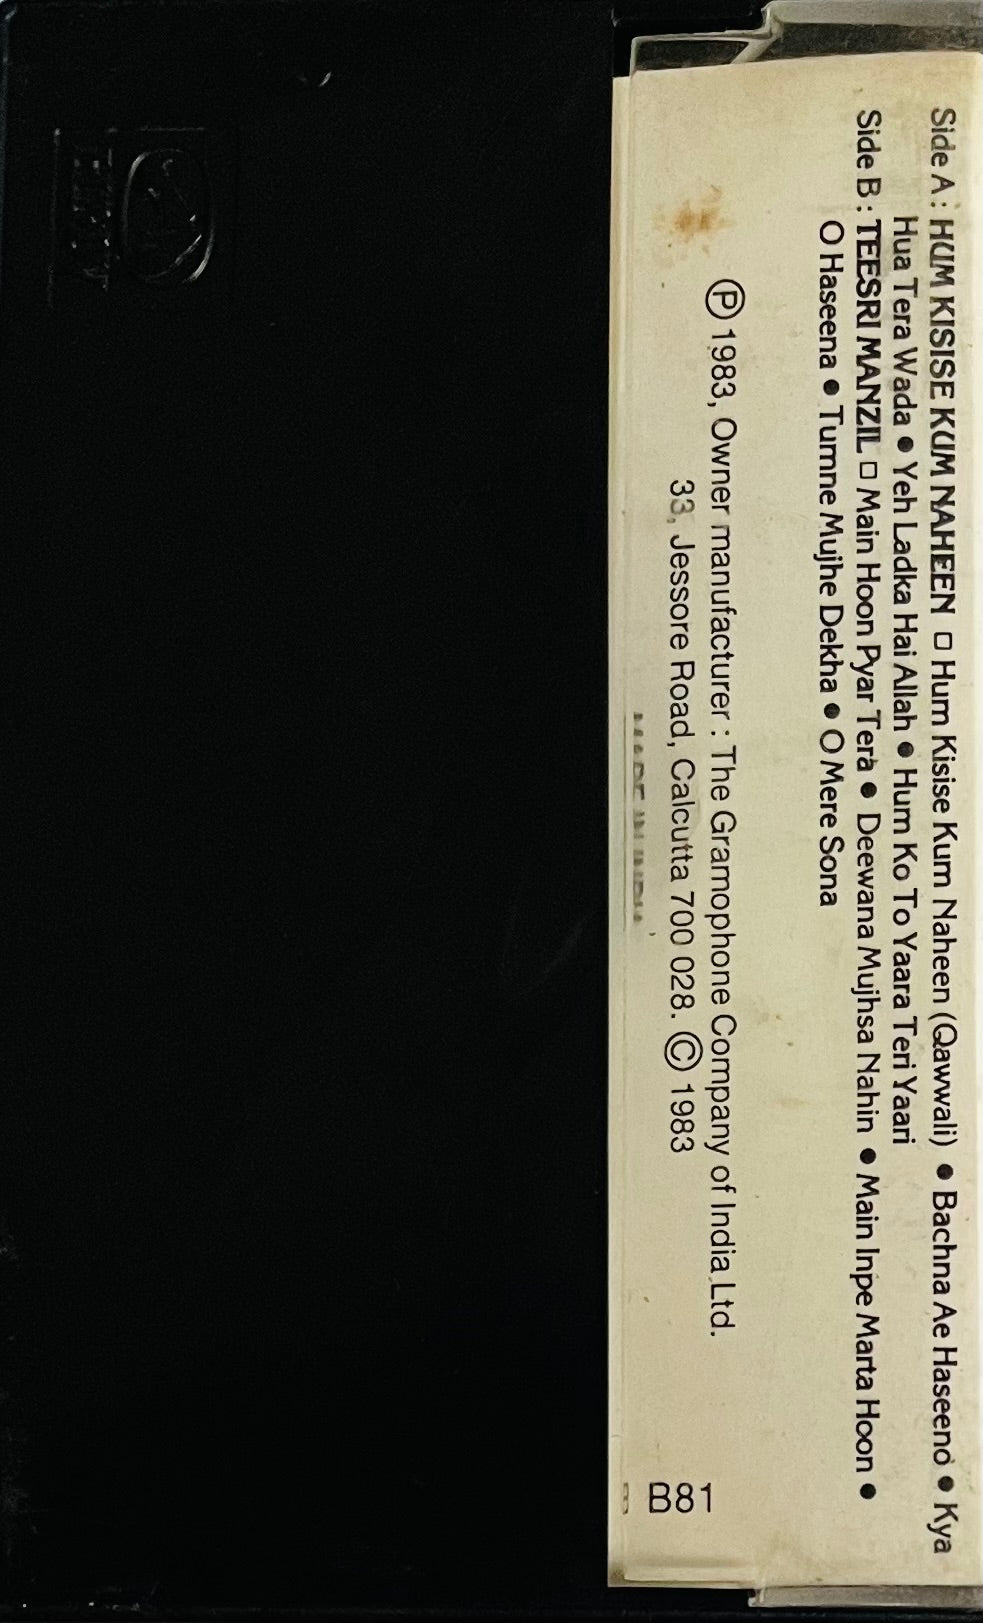 Side A : HUM KISISE KUM NAHEEN □ Hum Kisise Kum Naheen (Qawwali) ● Bachna Ae Haseeno ● Kya
Hua Tera Wada ● Yeh Ladka Hai Allah ● Hum Ko To Yaara Teri Yaari
Side B : TEESRI MANZIL □ Main Hoon Pyar Tera ● Deewana Mujhsa Nahin ● Main Inpe Marta Hoon ●
O Haseena ● Tumne Mujhe Dekha ● O Mere Sona
Ⓟ 1983, Owner manufacturer : The Gramophone Company of India Ltd.
33, Jessore Road, Calcutta 700 028. © 1983
MADE IN INDIA
B81